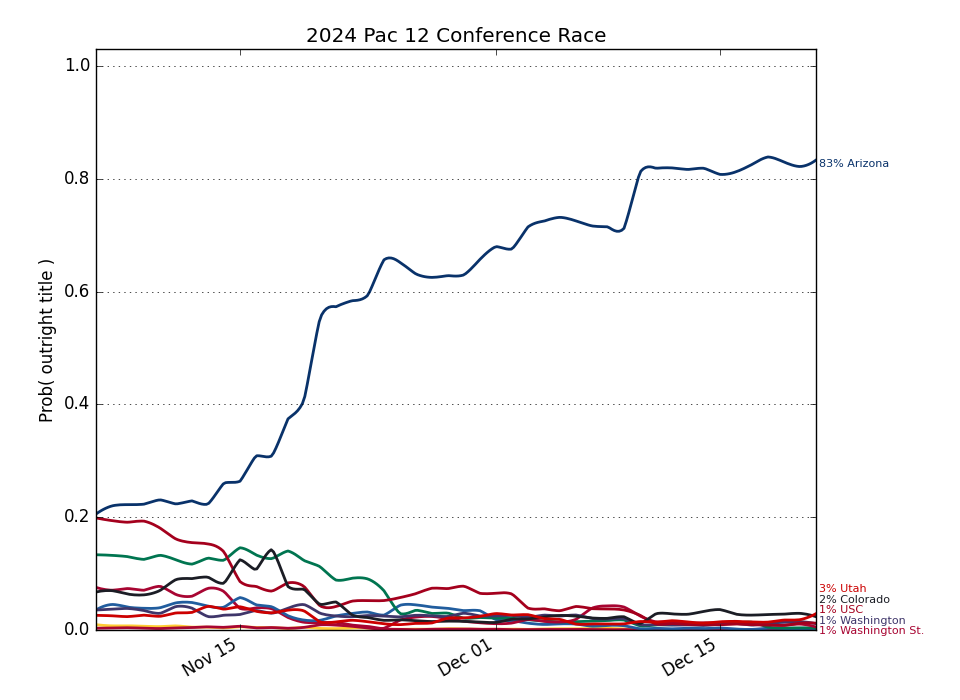 2024 Pac 12 Conference Race
Prob( outright title )
1.0
0.8
0.6
0.4
0.2
0.0
83% Arizona
3% Utah
2% Colorado
1% USC
1% Washington
1% Washington St.
Nov 15
Dec 01
Dec 15